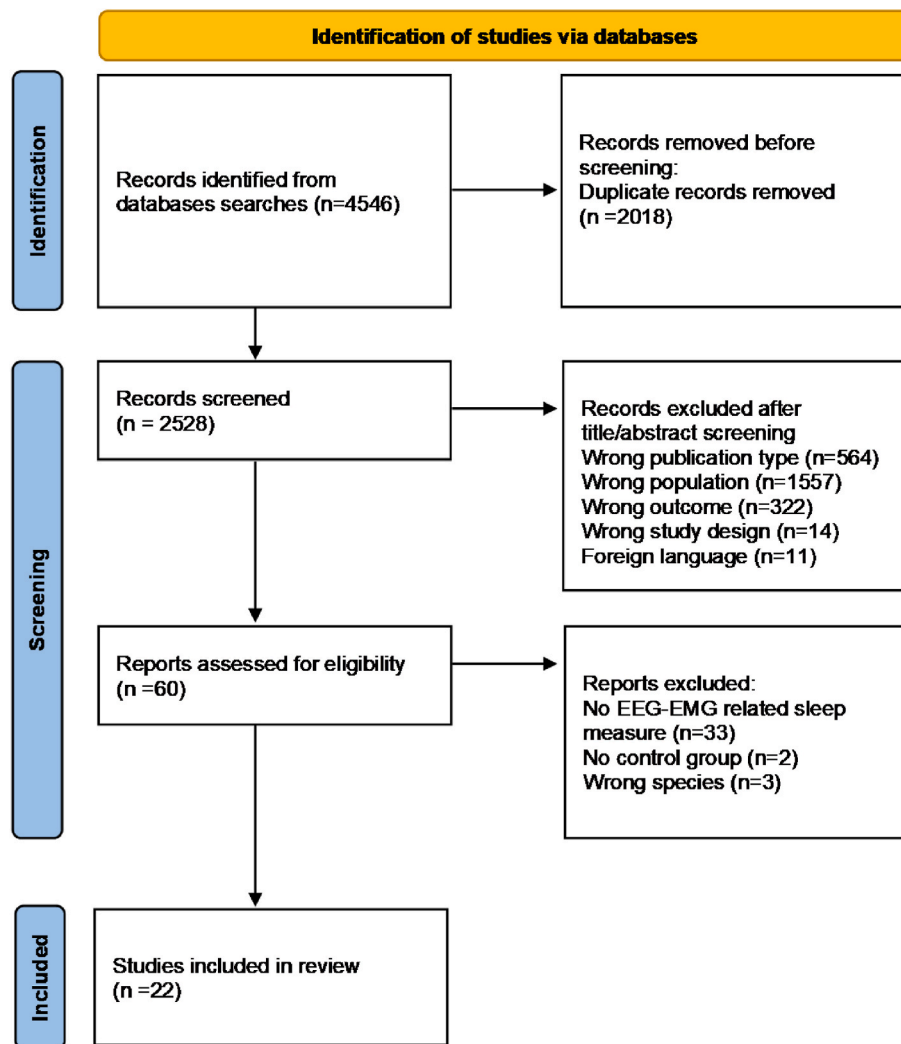 Identification of studies via databases
Identification
Records identified from
databases searches (n=4546)
Records removed before
screening:
Duplicate records removed
(n =2018)
Screening
Records screened
(n = 2528)
Records excluded after
title/abstract screening
Wrong publication type (n=564)
Wrong population (n=1557)
Wrong outcome (n=322)
Wrong study design (n=14)
Foreign language (n=11)
Reports assessed for eligibility
(n =60)
Reports excluded:
No EEG-EMG related sleep
measure (n=33)
No control group (n=2)
Wrong species (n=3)
Included
Studies included in review
(n =22)